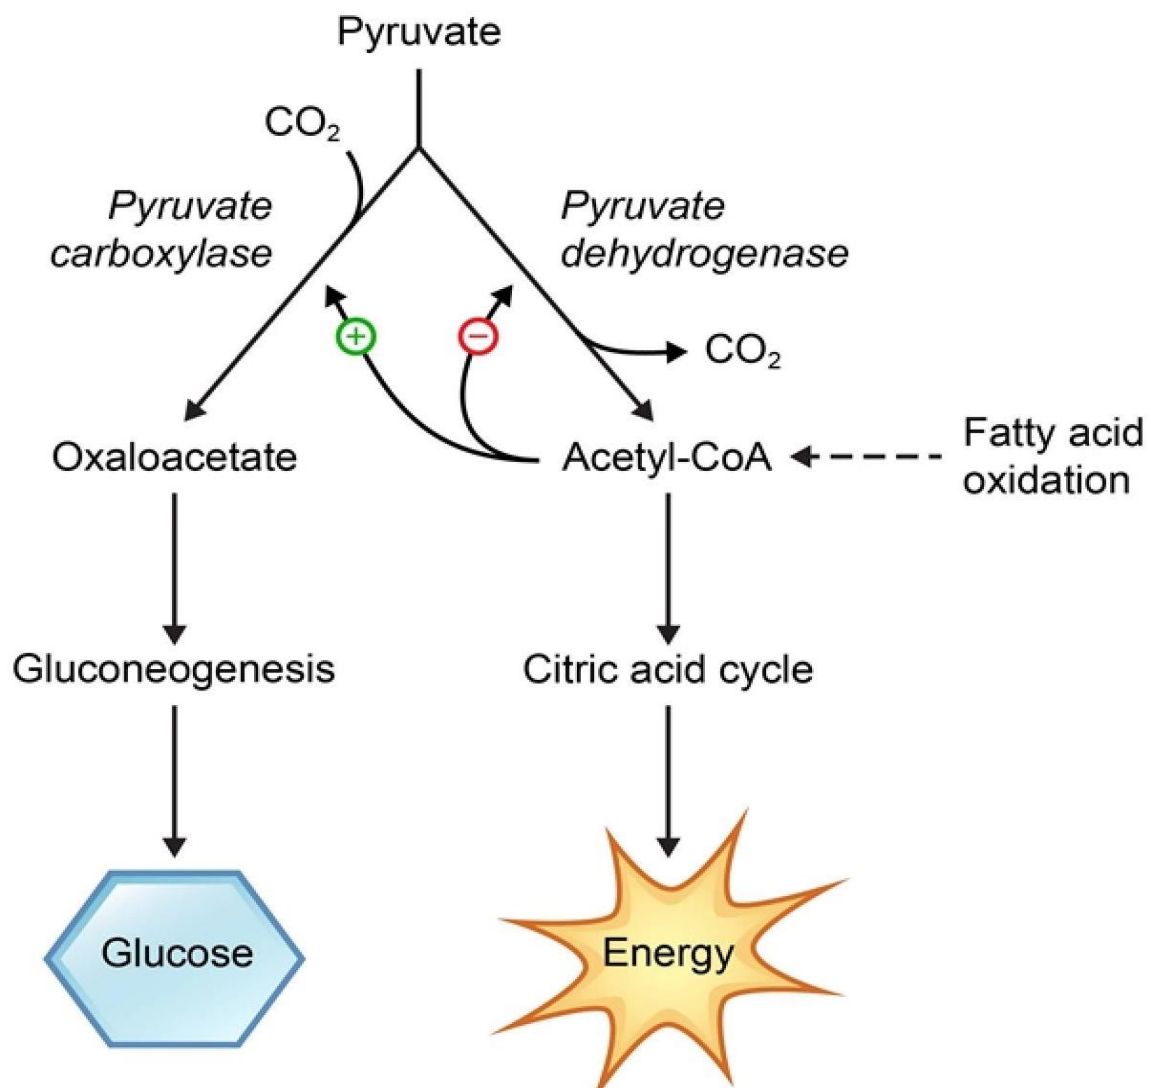 Pyruvate
CO₂
Pyruvate
carboxylase
Pyruvate
dehydrogenase
+
−
CO₂
Oxaloacetate
Acetyl-CoA
Fatty acid
oxidation
Gluconeogenesis
Citric acid cycle
Glucose
Energy